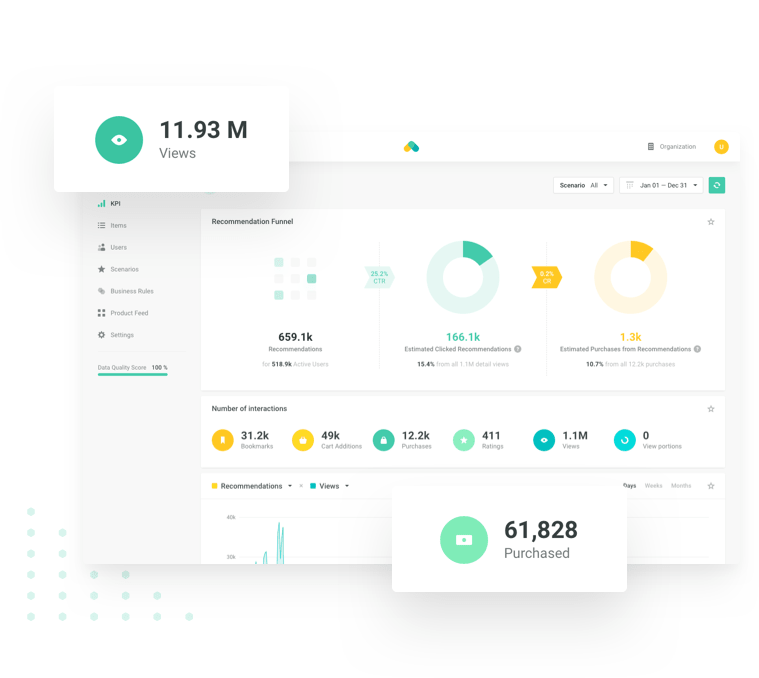 11.93 M
Views
Organization
U
Scenario All
Jan 01 — Dec 31
KPI
Items
Users
Scenarios
Business Rules
Product Feed
Settings
Data Quality Score 100 %
Recommendation Funnel
25.2%
CTR
8.2%
CR
659.1k
Recommendations
for 518.9k Active Users
166.1k
Estimated Clicked Recommendations ?
15.4% from all 1.1M detail views
1.3k
Estimated Purchases from Recommendations ?
10.7% from all 12.2k purchases
Number of interactions
31.2k
Bookmarks
49k
Cart Additions
12.2k
Purchases
411
Ratings
1.1M
Views
0
View portions
Recommendations × Views
Days Weeks Months
40k
30k
61,828
Purchased